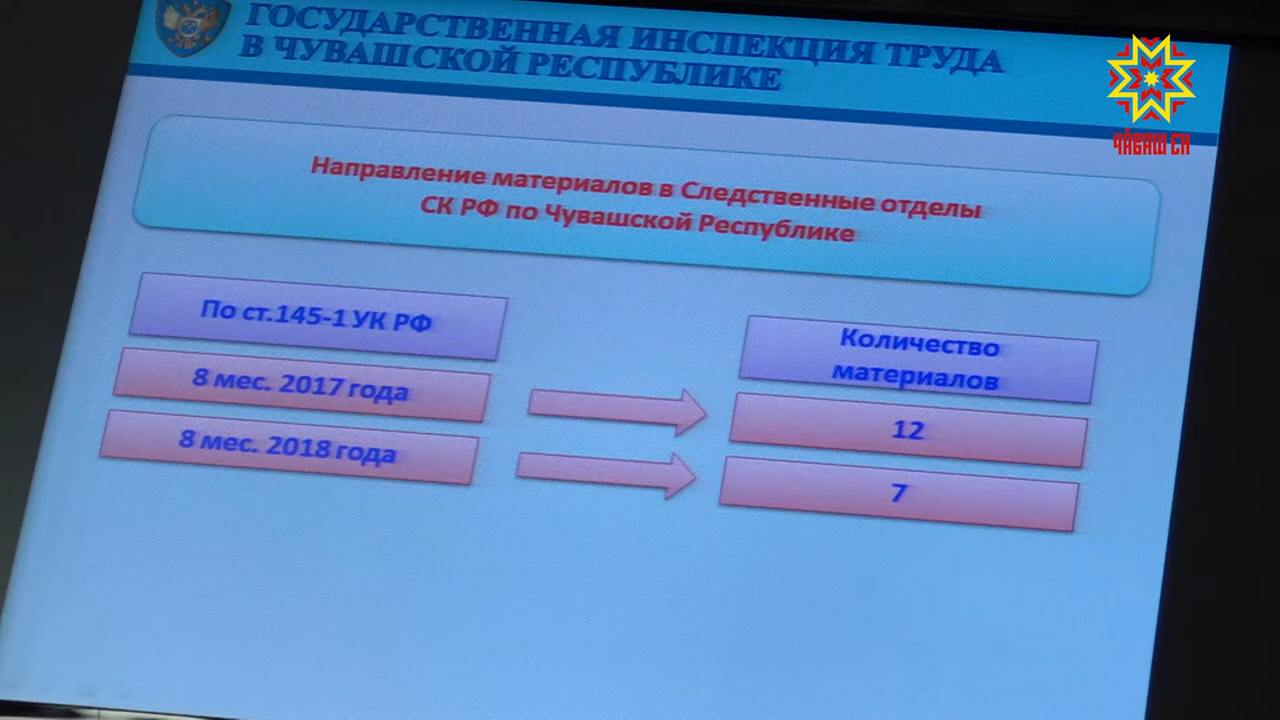 ГОСУДАРСТВЕННАЯ ИНСПЕКЦИЯ ТРУДА
В ЧУВАШСКОЙ РЕСПУБЛИКЕ
ЧӐВАШ ЕН
Направление материалов в Следственные отделы
СК РФ по Чувашской Республике
По ст.145-1 УК РФ
Количество
материалов
8 мес. 2017 года
12
8 мес. 2018 года
7